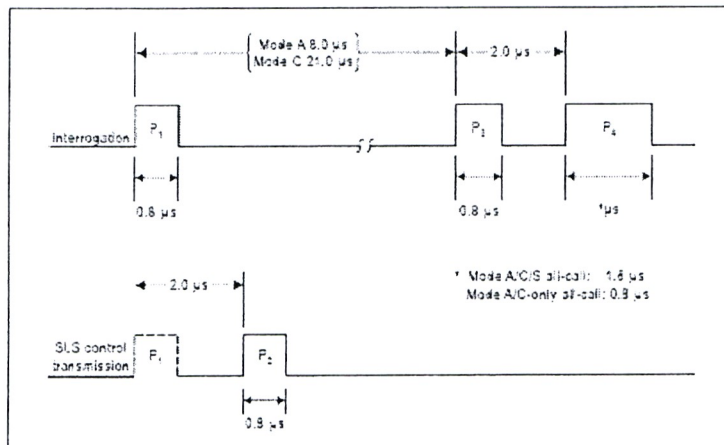 Mode A 8.0 µs
Mode C 21.0 µs
2.0 µs
Interrogation
P1
P3
P4
0.8 µs
0.8 µs
*µs
2.0 µs
* Mode A/C/S all-call: 1.6 µs
Mode A/C-only all-call: 0.8 µs
SLS control
transmission
P1
P2
0.8 µs